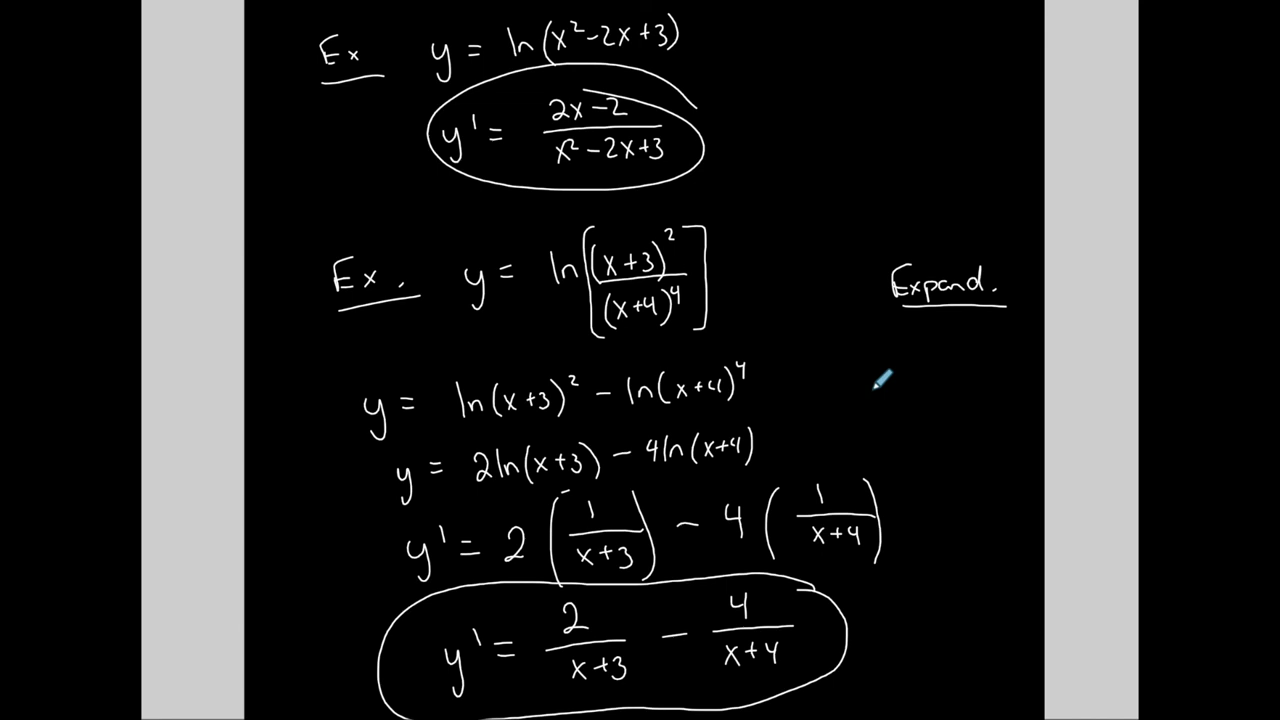 Ex y = ln(x²-2x+3)
y' = (2x-2)/(x²-2x+3)
Ex. y = ln[(x+3)²/(x+4)⁴] Expand.
y = ln(x+3)² - ln(x+4)⁴
y = 2ln(x+3) - 4ln(x+4)
y' = 2(1/(x+3)) - 4(1/(x+4))
y' = 2/(x+3) - 4/(x+4)